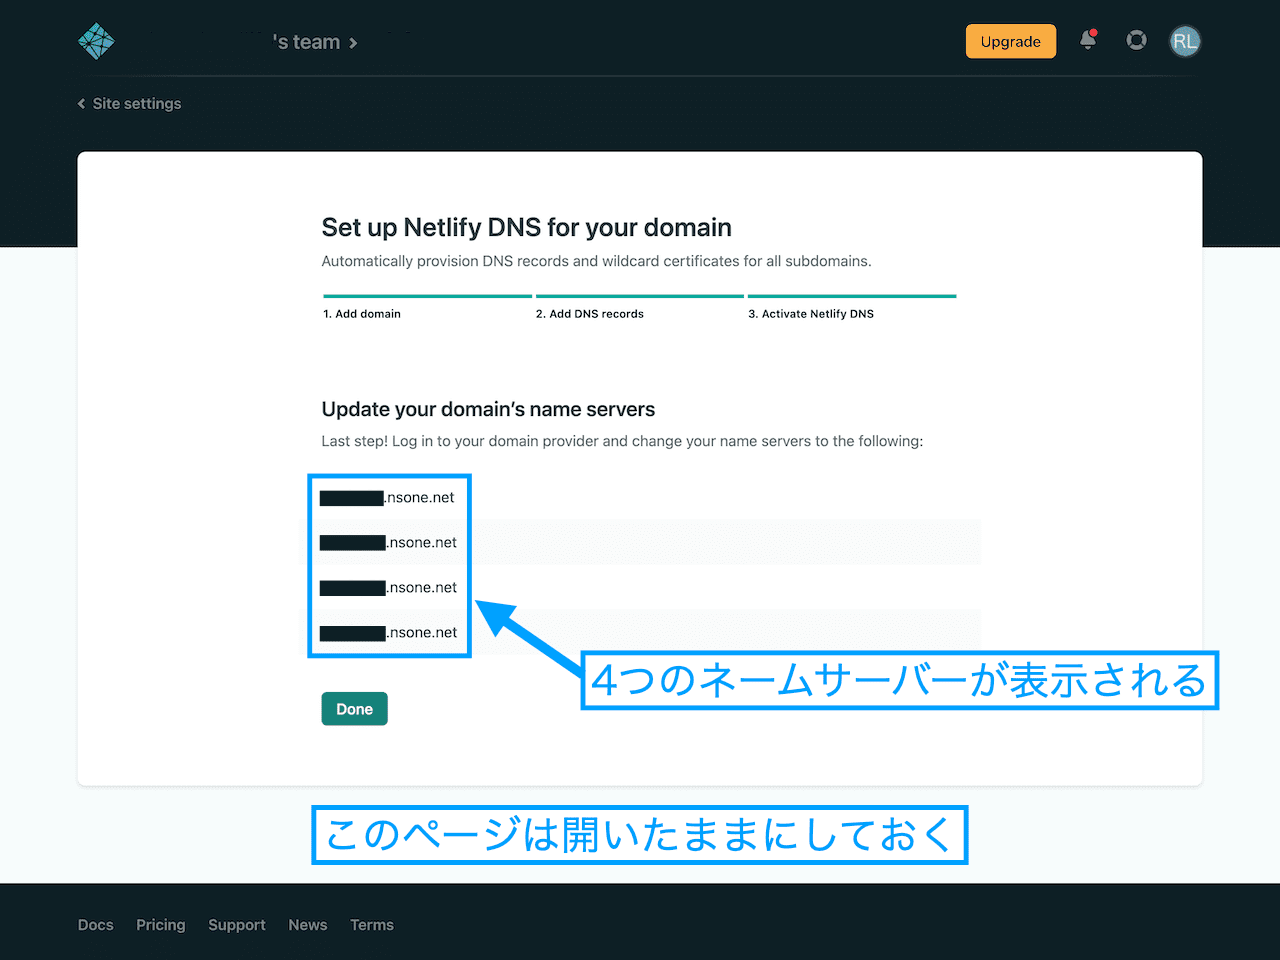 's team
Upgrade
RL
Site settings
Set up Netlify DNS for your domain
Automatically provision DNS records and wildcard certificates for all subdomains.
1. Add domain
2. Add DNS records
3. Activate Netlify DNS
Update your domain's name servers
Last step! Log in to your domain provider and change your name servers to the following:
.nsone.net
.nsone.net
.nsone.net
.nsone.net
4つのネームサーバーが表示される
Done
このページは開いたままにしておく
Docs Pricing Support News Terms